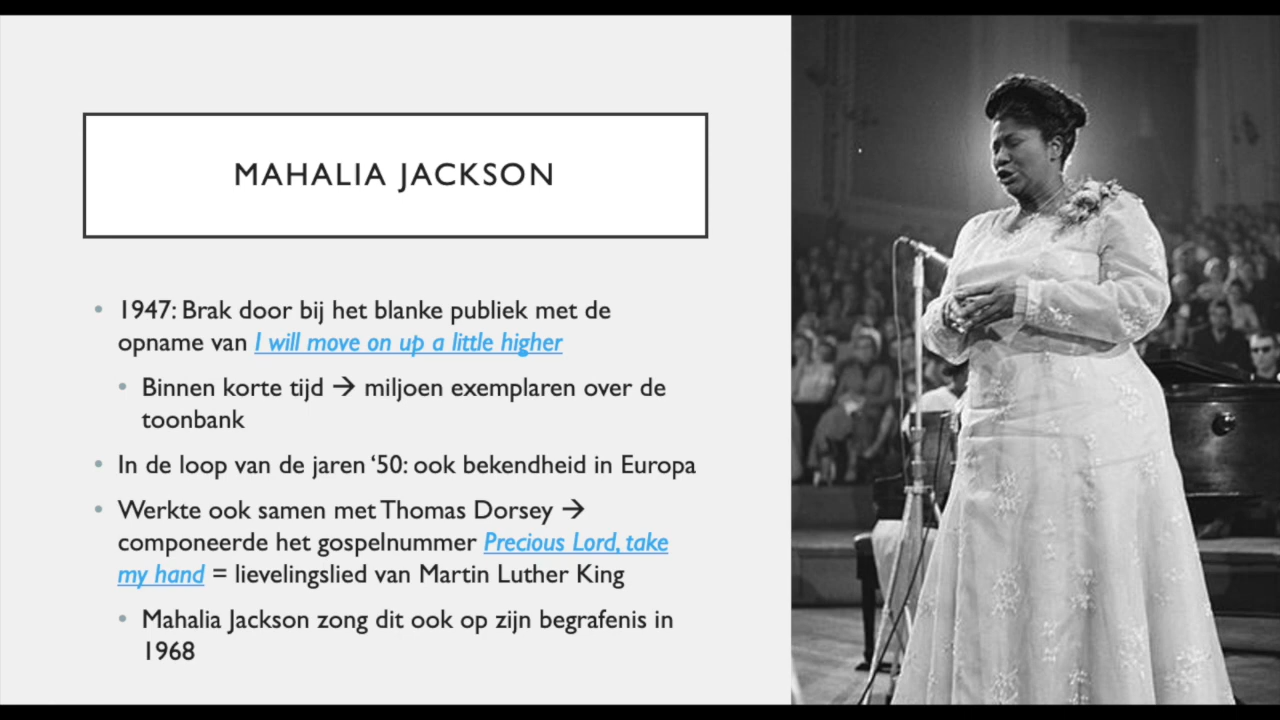 MAHALIA JACKSON
• 1947: Brak door bij het blanke publiek met de
opname van I will move on up a little higher
• Binnen korte tijd → miljoen exemplaren over de
toonbank
• In de loop van de jaren ‘50: ook bekendheid in Europa
• Werkte ook samen met Thomas Dorsey →
componeerde het gospelnummer Precious Lord, take
my hand = lievelingslied van Martin Luther King
• Mahalia Jackson zong dit ook op zijn begrafenis in
1968